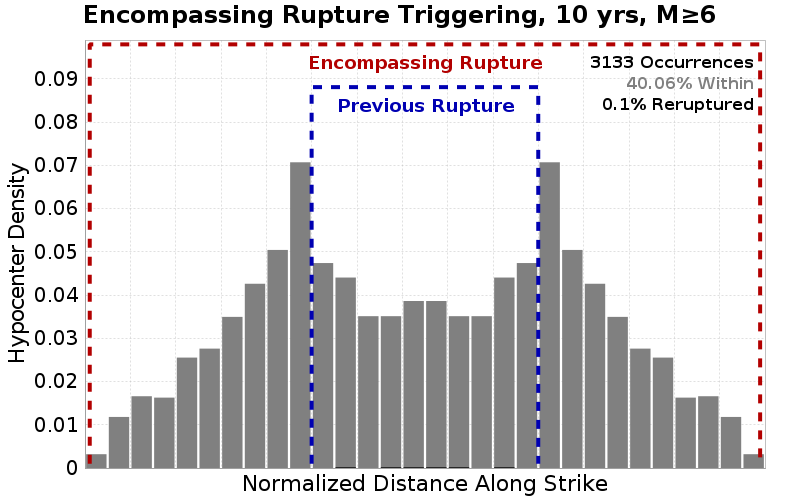 Encompassing Rupture Triggering, 10 yrs, M≥6
Encompassing Rupture
3133 Occurrences
40.06% Within
Previous Rupture
0.1% Reruptured
Hypocenter Density
0.09
0.08
0.07
0.06
0.05
0.04
0.03
0.02
0.01
0
Normalized Distance Along Strike